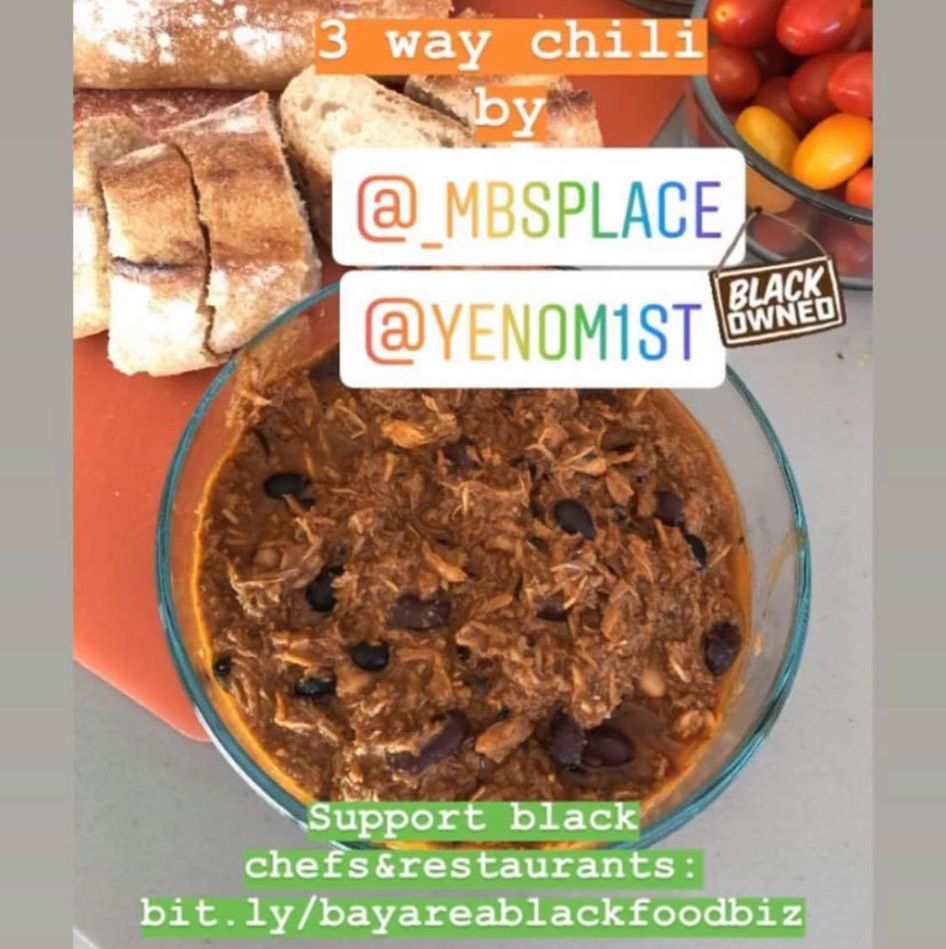 3 way chili
by
@_MBSPLACE
@YENOM1ST
BLACK
OWNED
Support black
chefs&restaurants:
bit.ly/bayareablackfoodbiz